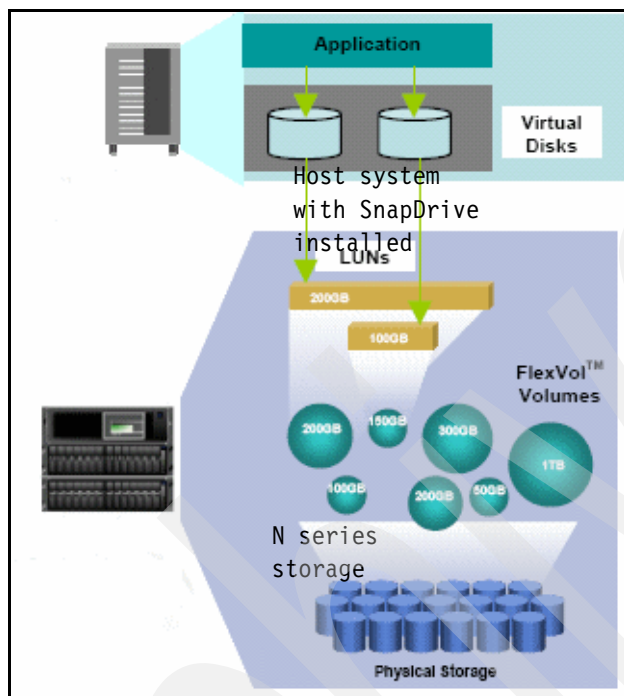 Application
Virtual
Disks
Host system
with SnapDrive
installed
LUNs
200GB
100GB
FlexVol™
Volumes
200GB
150GB
300GB
1TB
100GB
200GB
50GB
N series
storage
Physical Storage